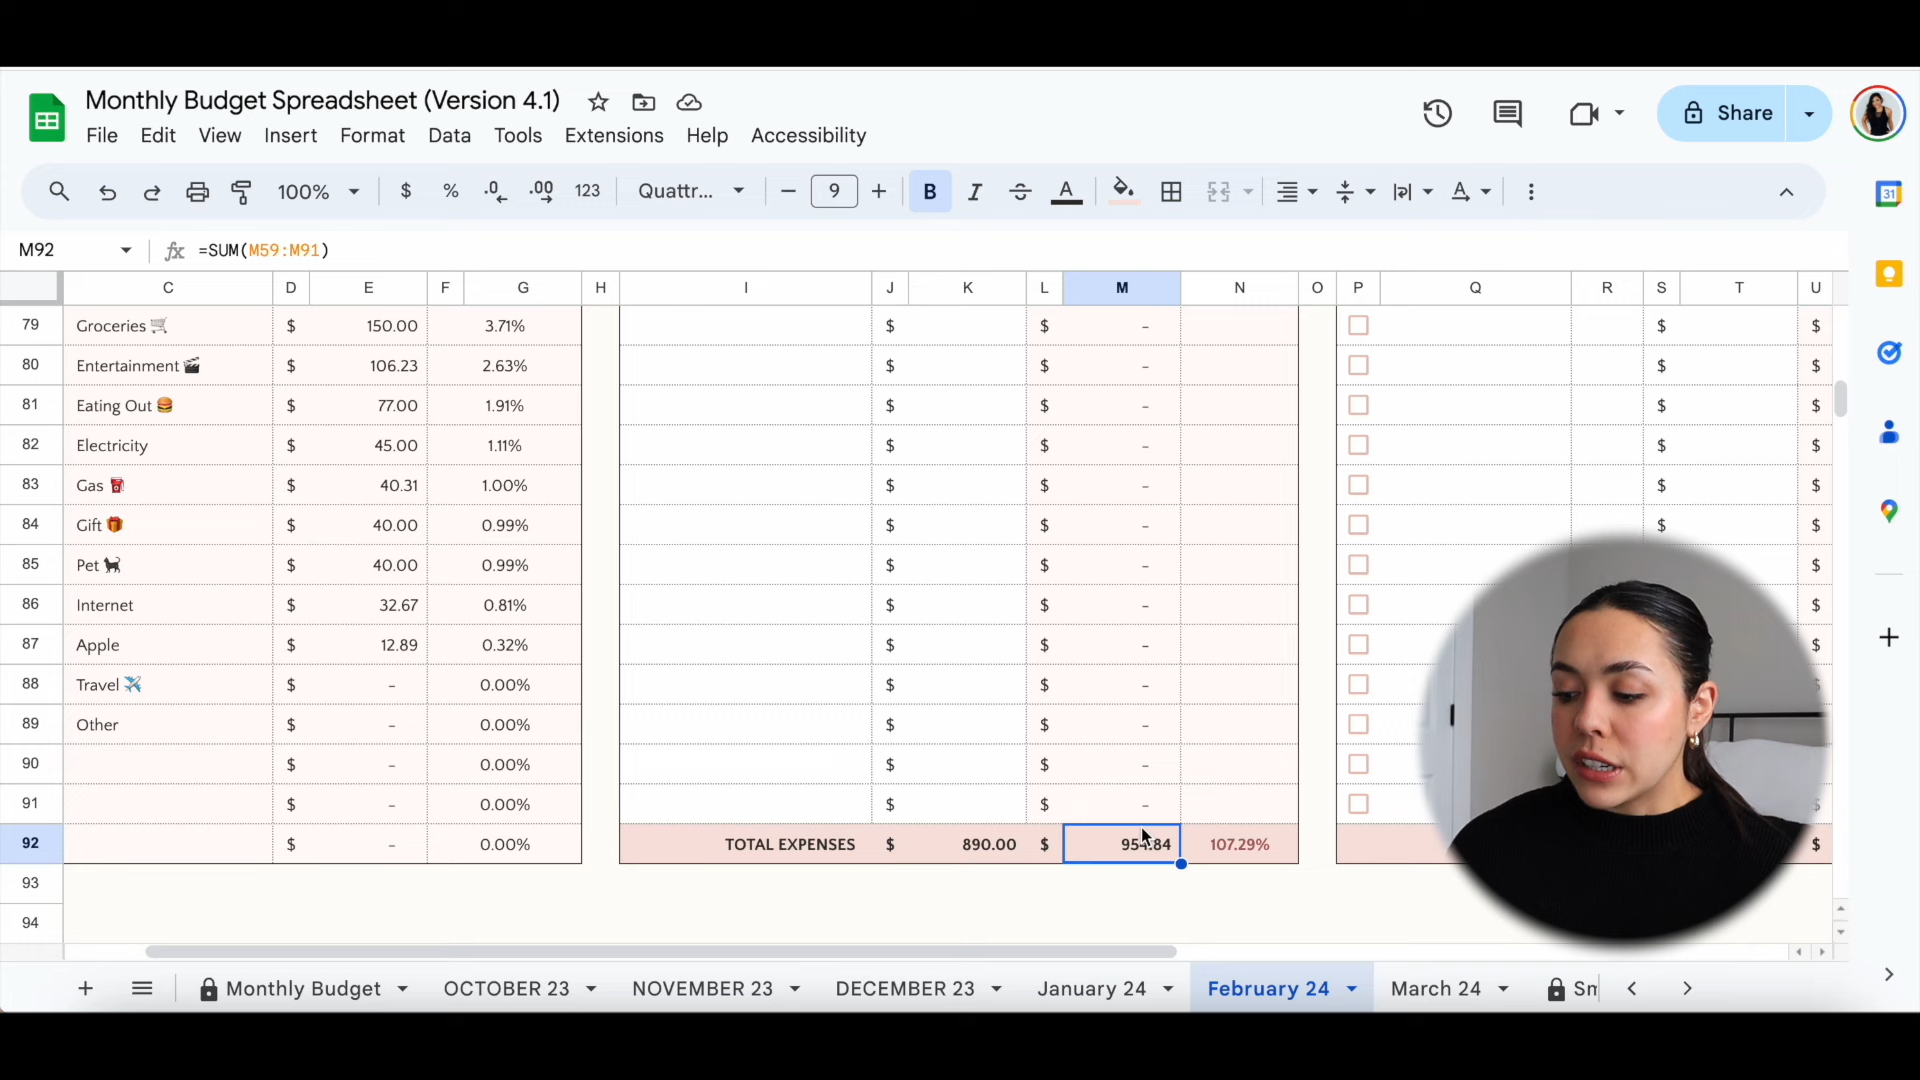 Monthly Budget Spreadsheet (Version 4.1)
File Edit View Insert Format Data Tools Extensions Help Accessibility
Share
31
100% $ % .0 .00 123 Quattr... − 9 + B I S A A
M92 fx =SUM(M59:M91)
C D E F G H I J K L M N O P Q R S T U
79 Groceries 🛒 $ 150.00 3.71% $ $ – $ $
80 Entertainment 🎬 $ 106.23 2.63% $ $ – $ $
81 Eating Out 🍔 $ 77.00 1.91% $ $ – $ $
82 Electricity $ 45.00 1.11% $ $ – $ $
83 Gas ⛽ $ 40.31 1.00% $ $ – $ $
84 Gift 🎁 $ 40.00 0.99% $ $ – $ $
85 Pet 🐈‍⬛ $ 40.00 0.99% $ $ – $
86 Internet $ 32.67 0.81% $ $ – $
87 Apple $ 12.89 0.32% $ $ – $
88 Travel ✈️ $ – 0.00% $ $ – $
89 Other $ – 0.00% $ $ – $
90 $ – 0.00% $ $ – $
91 $ – 0.00% $ $ – $
92 $ – 0.00% TOTAL EXPENSES $ 890.00 $ 954.84 107.29% $
93
94
+ Monthly Budget OCTOBER 23 NOVEMBER 23 DECEMBER 23 January 24 February 24 March 24 Sm